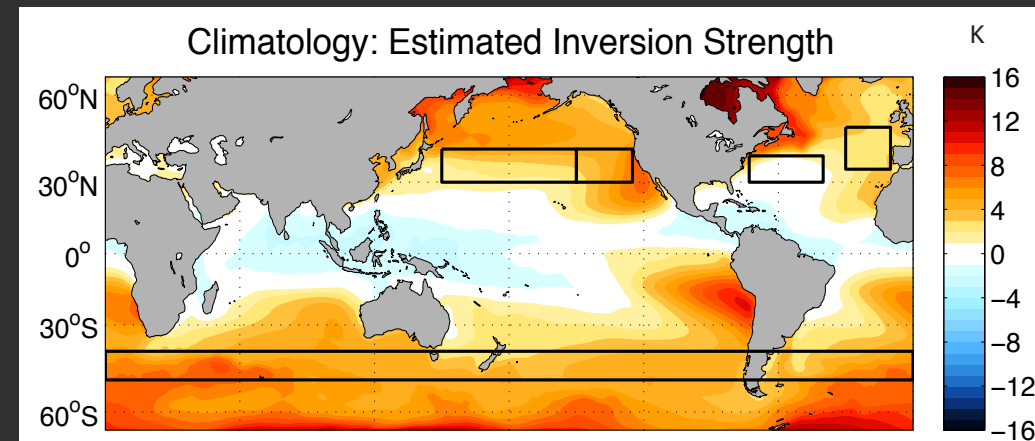 Climatology: Estimated Inversion Strength
K
60°N
30°N
0°
30°S
60°S
16
12
8
4
0
−4
−8
−12
−16